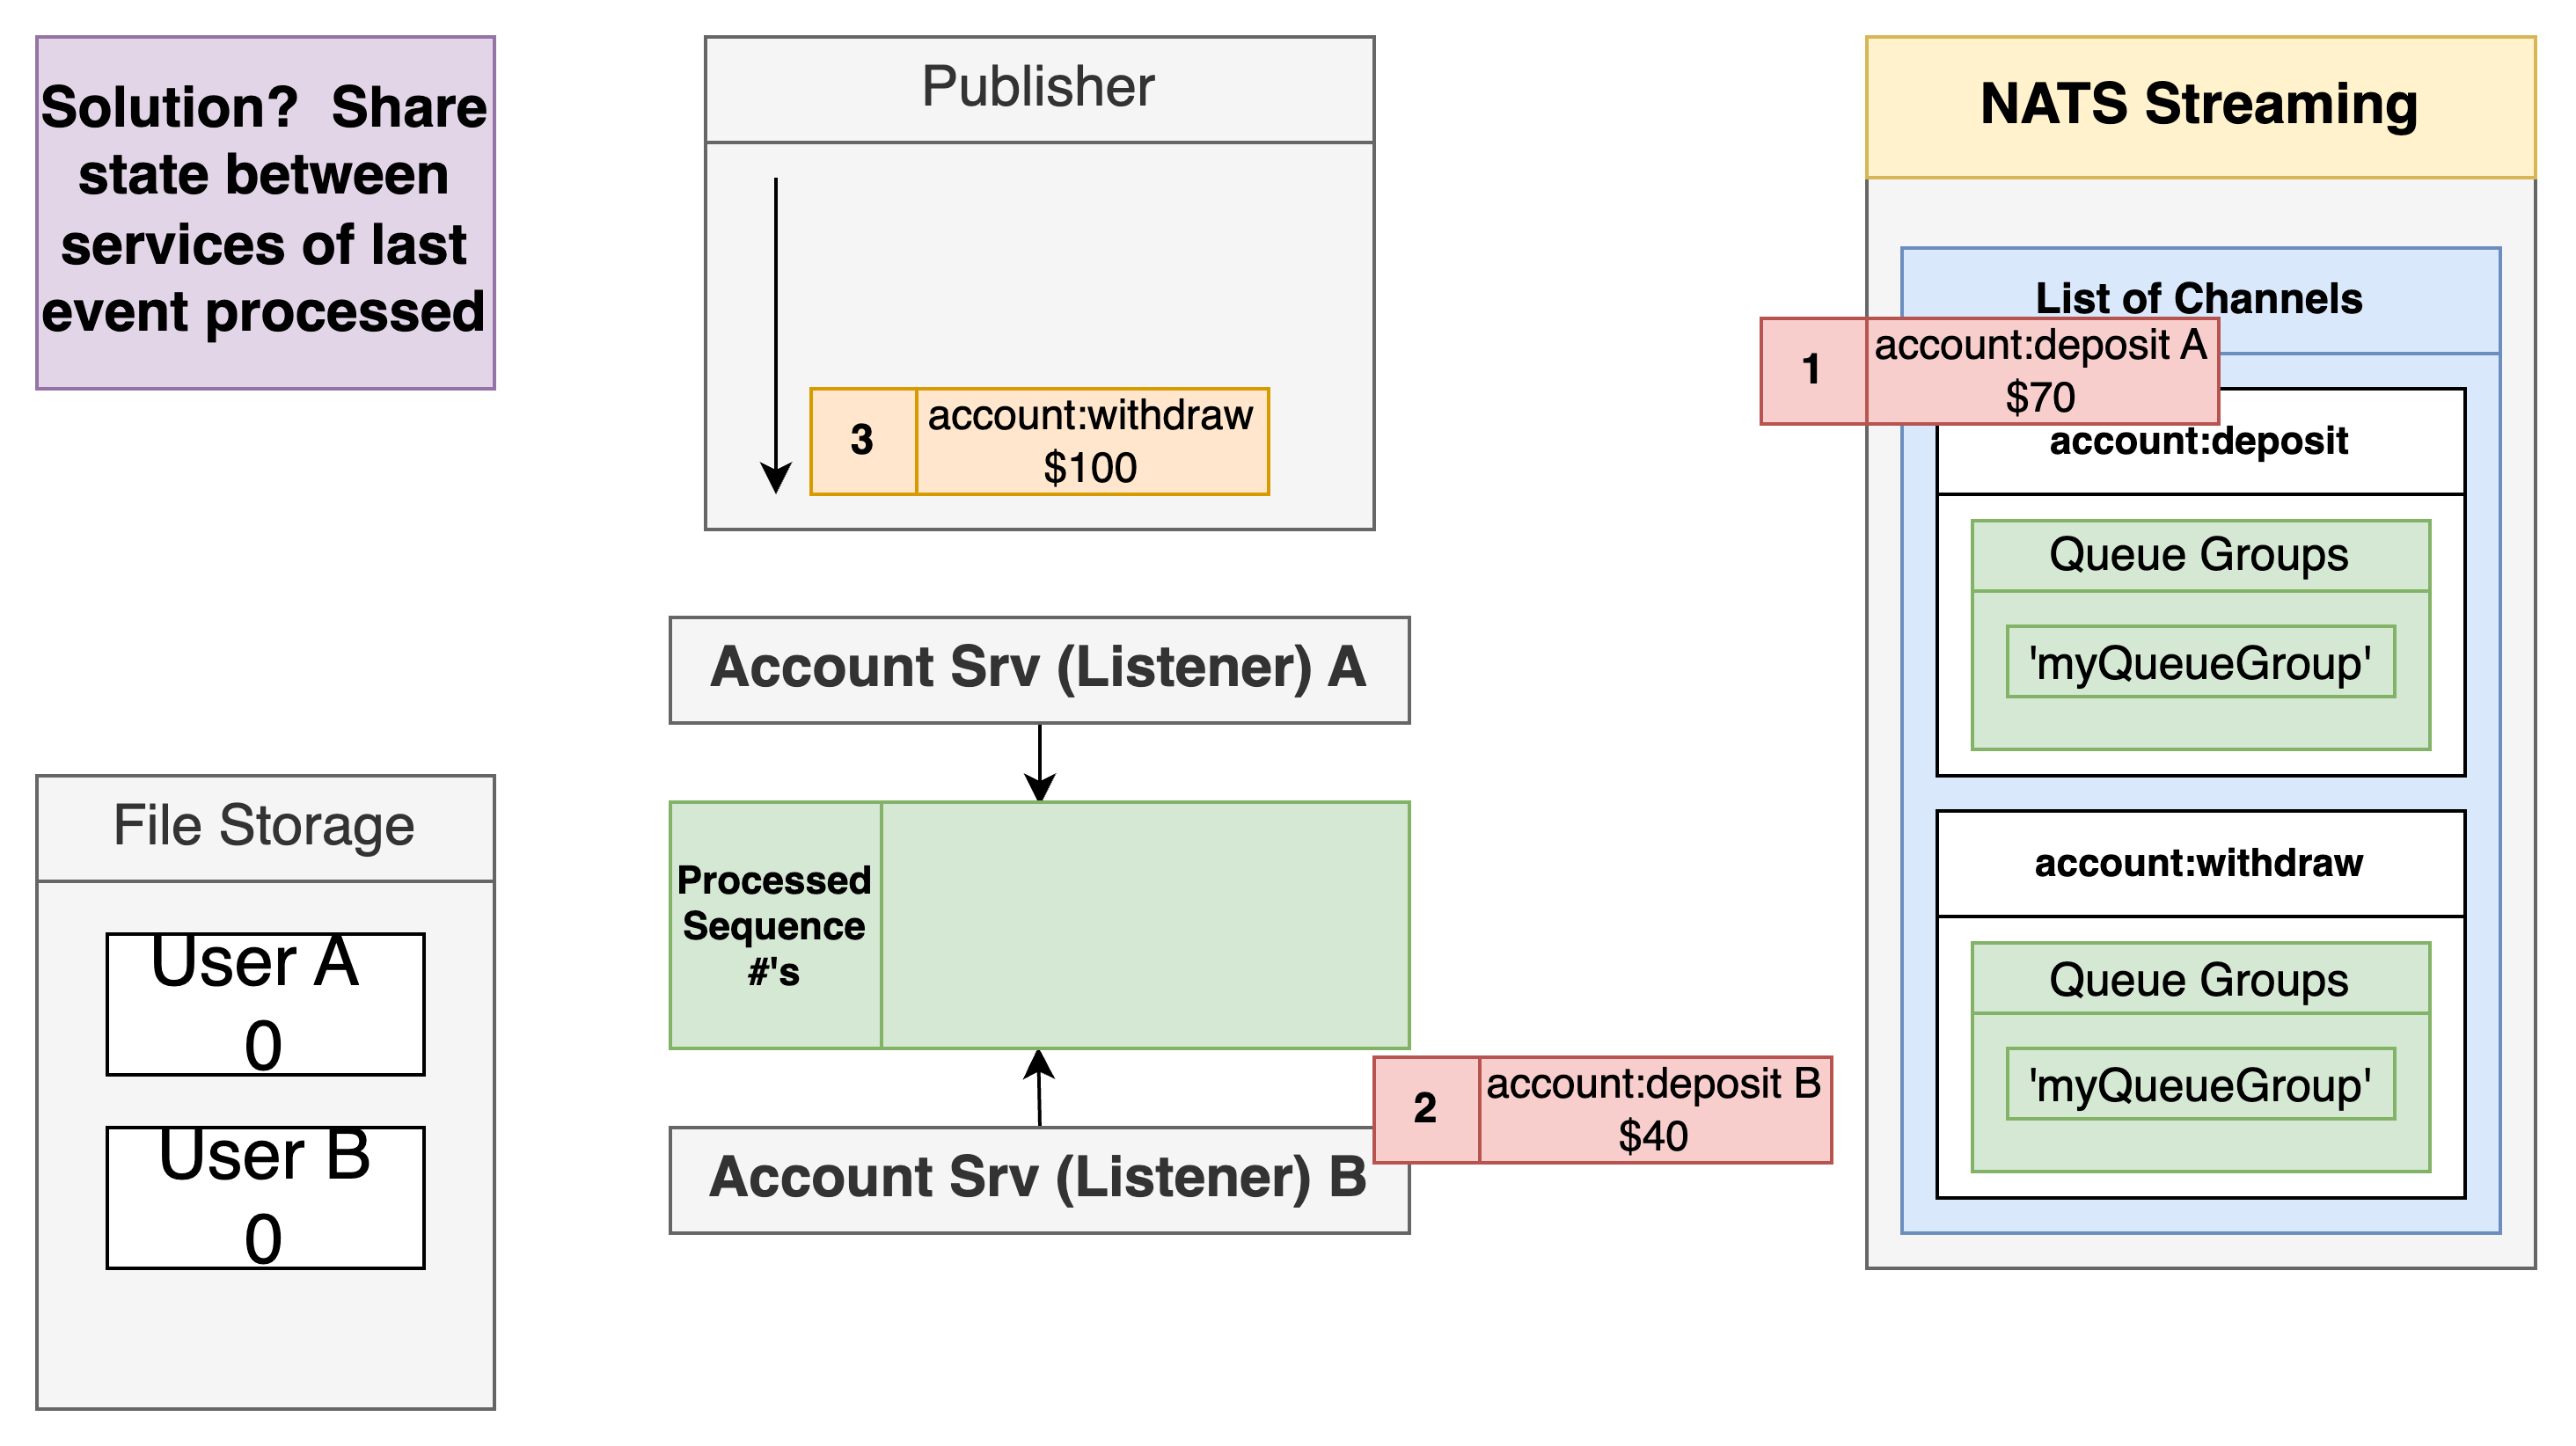 Solution?  Share
state between
services of last
event processed
Publisher
3
account:withdraw
$100
Account Srv (Listener) A
Processed
Sequence
#'s
Account Srv (Listener) B
2
account:deposit B
$40
File Storage
User A
0
User B
0
NATS Streaming
List of Channels
1
account:deposit A
$70
account:deposit
Queue Groups
'myQueueGroup'
account:withdraw
Queue Groups
'myQueueGroup'